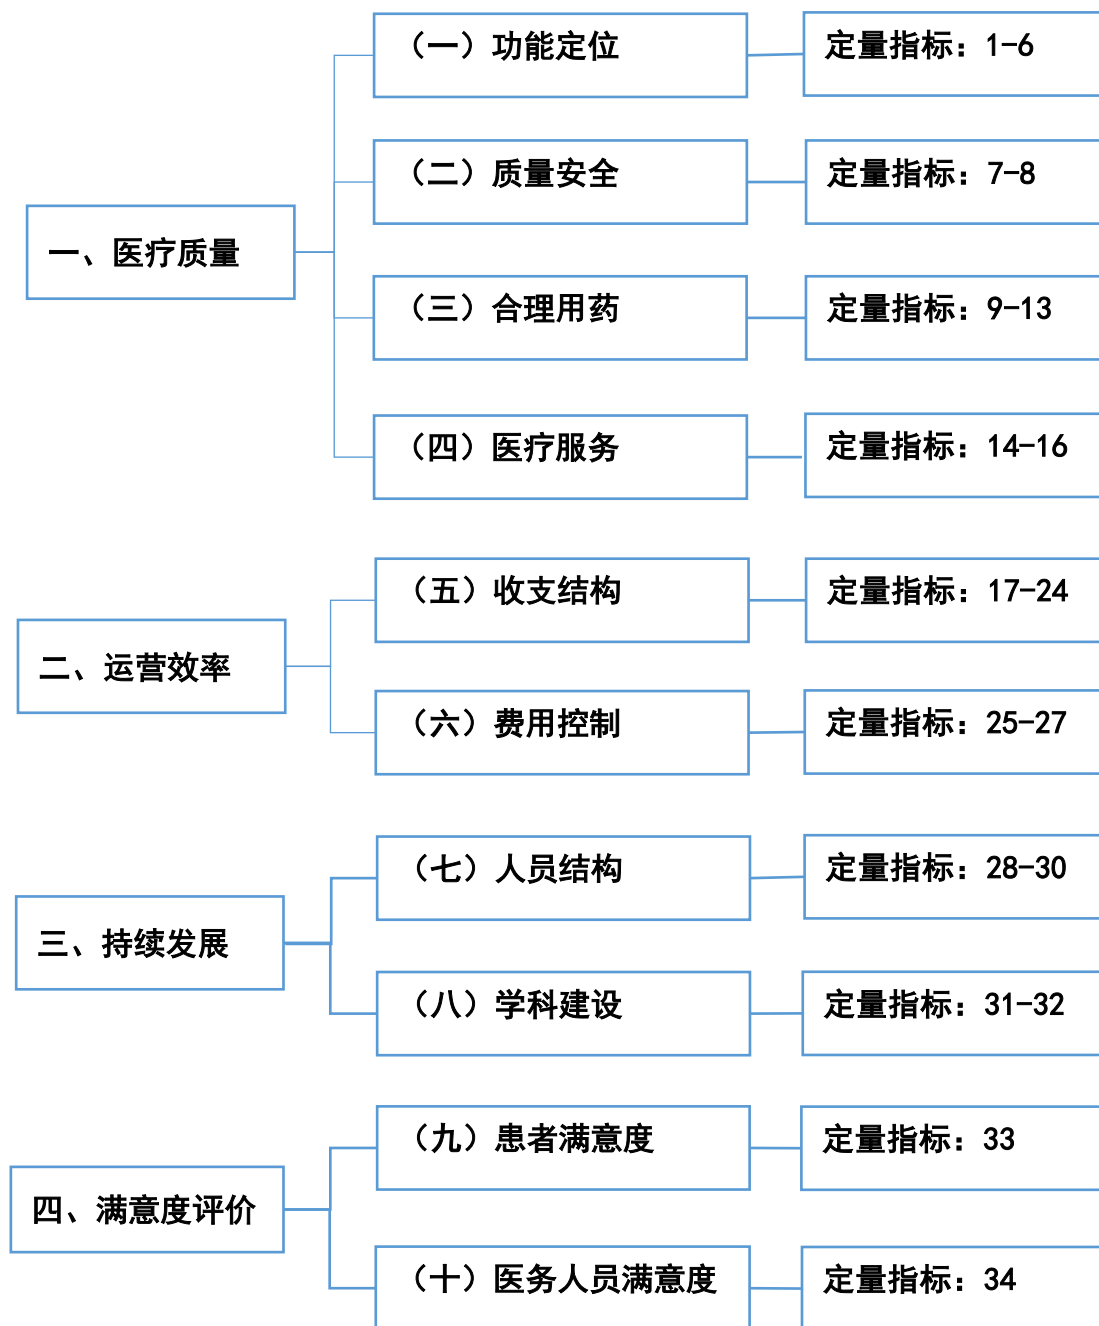 （一）功能定位
定量指标：1-6
（二）质量安全
定量指标：7-8
一、医疗质量
（三）合理用药
定量指标：9-13
（四）医疗服务
定量指标：14-16
（五）收支结构
定量指标：17-24
二、运营效率
（六）费用控制
定量指标：25-27
（七）人员结构
定量指标：28-30
三、持续发展
（八）学科建设
定量指标：31-32
（九）患者满意度
定量指标：33
四、满意度评价
（十）医务人员满意度
定量指标：34